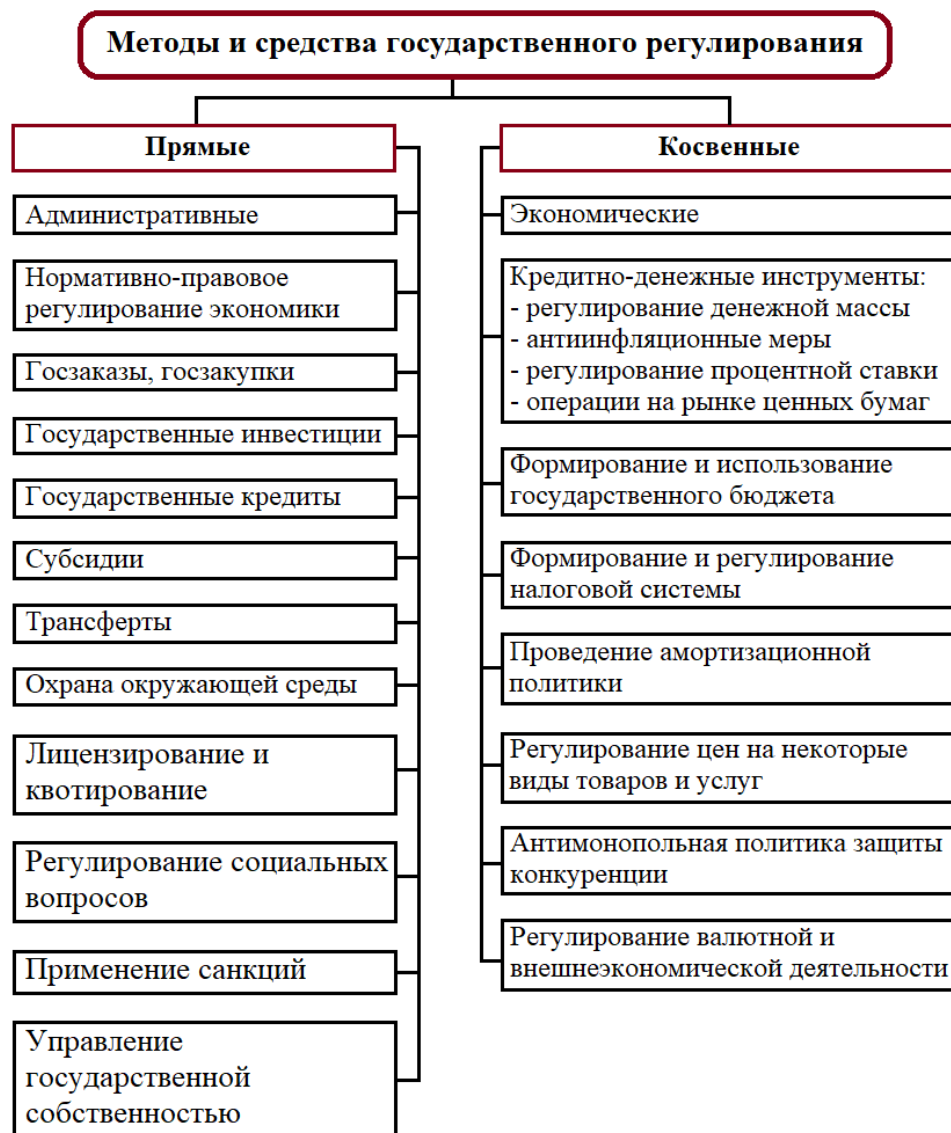 Методы и средства государственного регулирования
Прямые
Административные
Нормативно-правовое
регулирование экономики
Госзаказы, госзакупки
Государственные инвестиции
Государственные кредиты
Субсидии
Трансферты
Охрана окружающей среды
Лицензирование и
квотирование
Регулирование социальных
вопросов
Применение санкций
Управление
государственной
собственностью
Косвенные
Экономические
Кредитно-денежные инструменты:
- регулирование денежной массы
- антиинфляционные меры
- регулирование процентной ставки
- операции на рынке ценных бумаг
Формирование и использование
государственного бюджета
Формирование и регулирование
налоговой системы
Проведение амортизационной
политики
Регулирование цен на некоторые
виды товаров и услуг
Антимонопольная политика защиты
конкуренции
Регулирование валютной и
внешнеэкономической деятельности